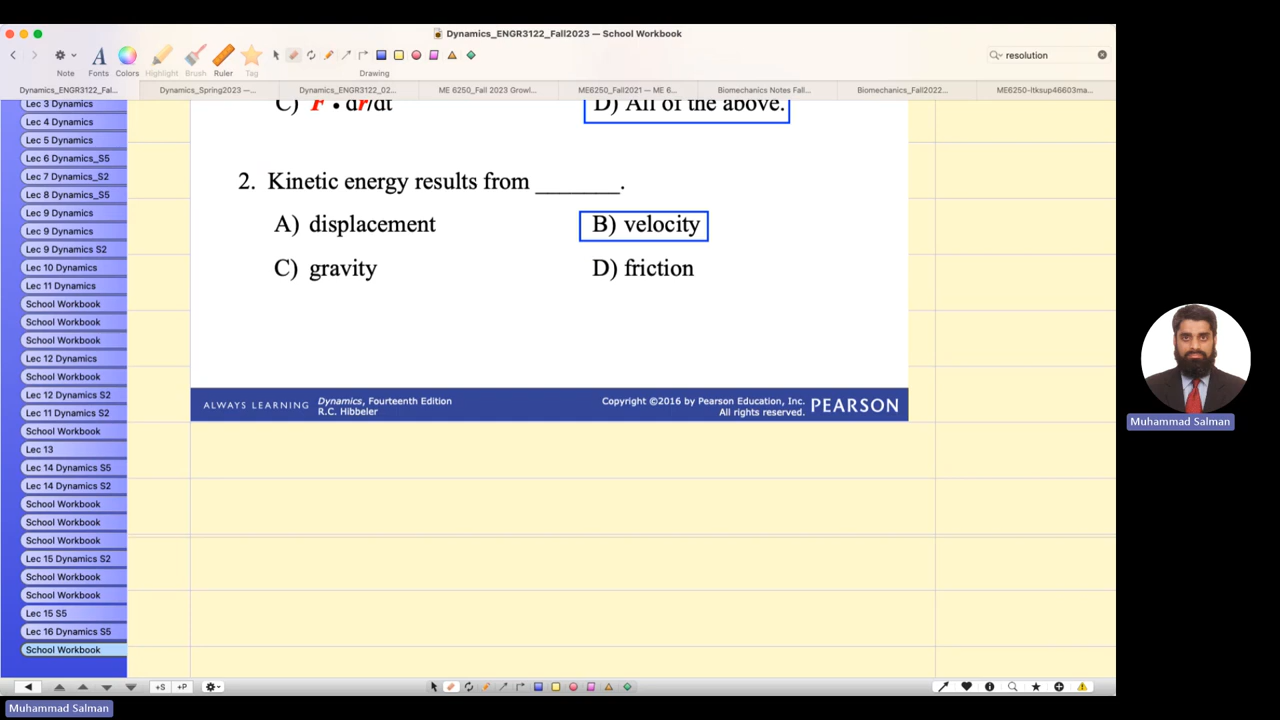 Dynamics_ENGR3122_Fall2023 — School Workbook
Note
Fonts
Colors
Highlight
Brush
Ruler
Tag
Drawing
resolution
Dynamics_ENGR3122_Fal...
Dynamics_Spring2023 —...
Dynamics_ENGR3122_02...
ME 6250_Fall 2023 Growl...
ME6250_Fall2021 — ME 6...
Biomechanics Notes Fall...
Biomechanics_Fall2022...
ME6250-Itksup46603ma...
Lec 3 Dynamics
Lec 4 Dynamics
Lec 5 Dynamics
Lec 6 Dynamics_S5
Lec 7 Dynamics_S2
Lec 8 Dynamics_S5
Lec 9 Dynamics
Lec 9 Dynamics
Lec 9 Dynamics S2
Lec 10 Dynamics
Lec 11 Dynamics
School Workbook
School Workbook
School Workbook
Lec 12 Dynamics
School Workbook
Lec 12 Dynamics S2
Lec 11 Dynamics S2
School Workbook
Lec 13
Lec 14 Dynamics S5
Lec 14 Dynamics S2
School Workbook
School Workbook
School Workbook
Lec 15 Dynamics S2
School Workbook
School Workbook
Lec 15 S5
Lec 16 Dynamics S5
School Workbook
C) F • dr/dt
D) All of the above.
2. Kinetic energy results from _______.
A) displacement
B) velocity
C) gravity
D) friction
ALWAYS LEARNING
Dynamics, Fourteenth Edition
R.C. Hibbeler
Copyright ©2016 by Pearson Education, Inc.
All rights reserved.
PEARSON
+S
+P
Muhammad Salman
Muhammad Salman